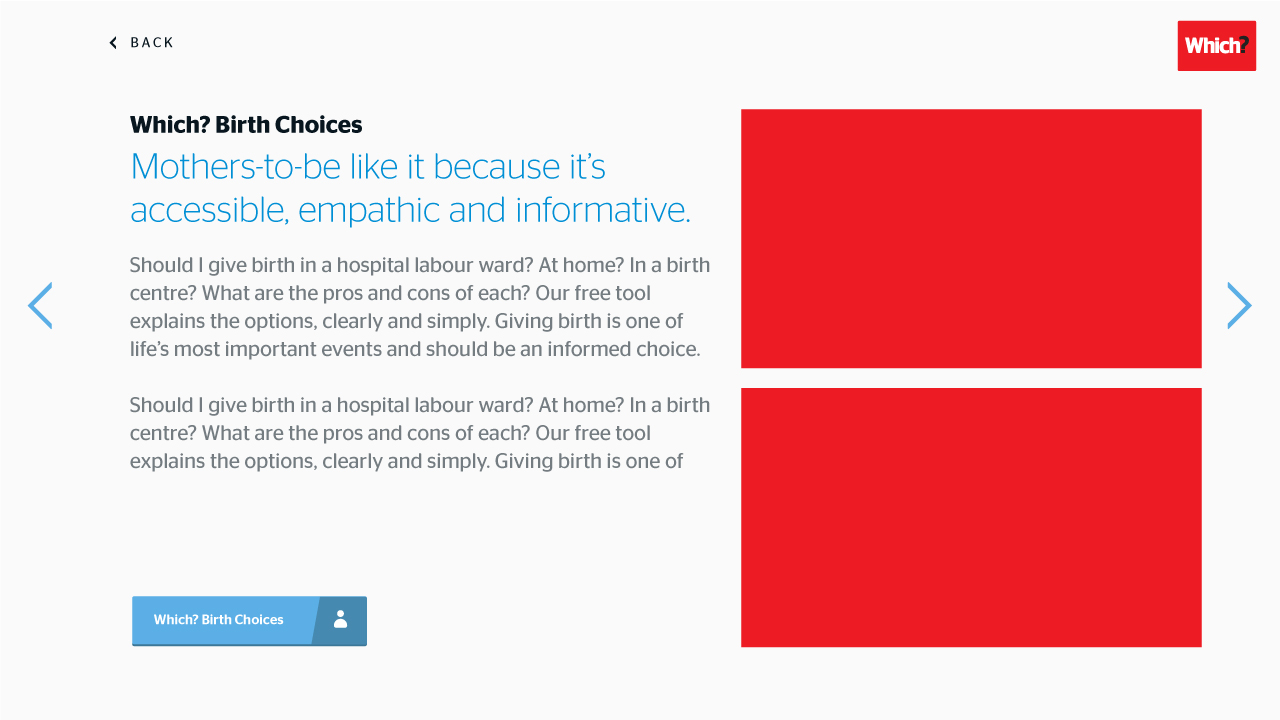 BACK
Which?
Which? Birth Choices
Mothers-to-be like it because it’s
accessible, empathic and informative.
Should I give birth in a hospital labour ward? At home? In a birth
centre? What are the pros and cons of each? Our free tool
explains the options, clearly and simply. Giving birth is one of
life’s most important events and should be an informed choice.
Should I give birth in a hospital labour ward? At home? In a birth
centre? What are the pros and cons of each? Our free tool
explains the options, clearly and simply. Giving birth is one of
Which? Birth Choices